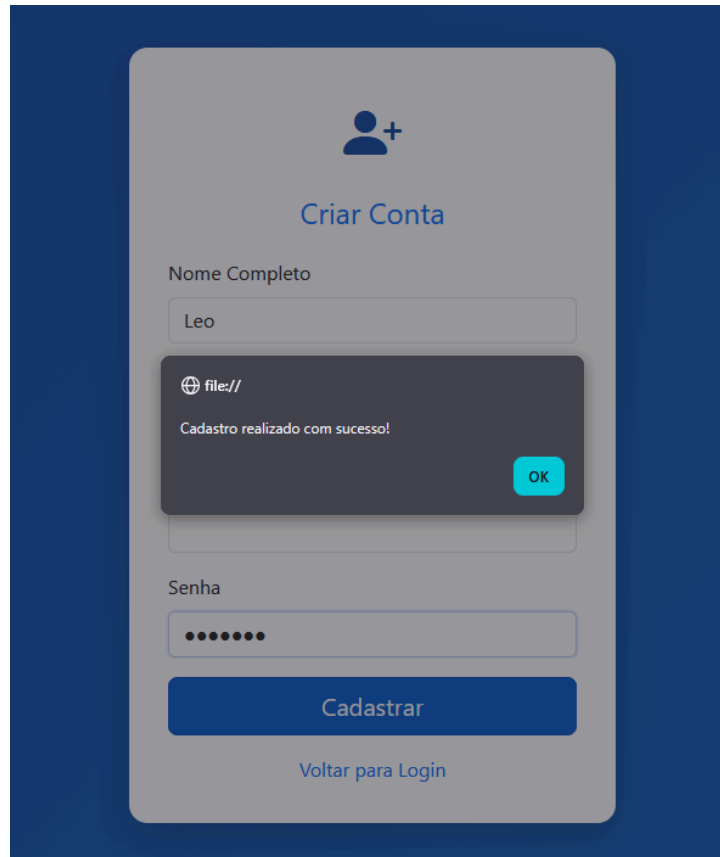 Criar Conta
Nome Completo
Leo
file://
Cadastro realizado com sucesso!
OK
Senha
•••••••
Cadastrar
Voltar para Login